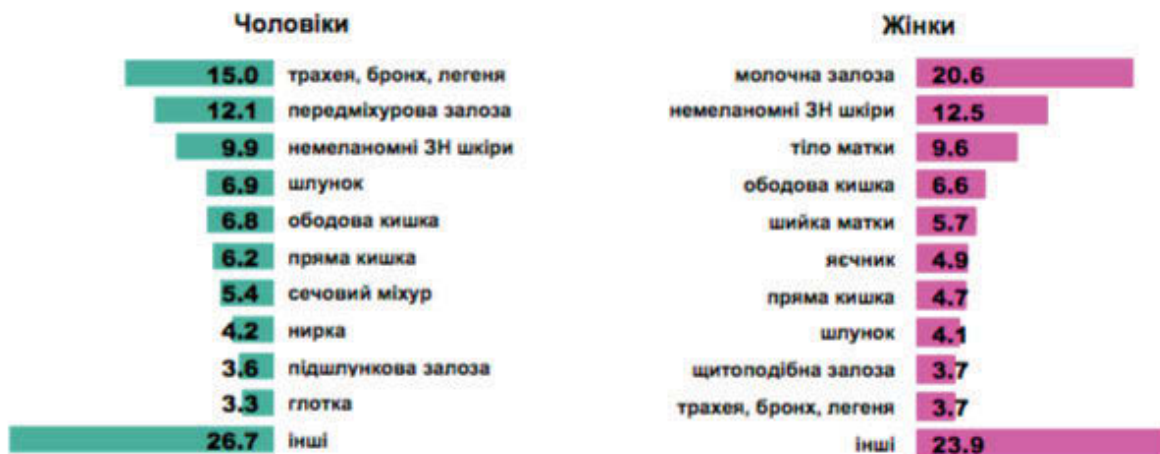 Чоловіки
15.0 трахея, бронх, легеня
12.1 передміхурова залоза
9.9 немеланомні ЗН шкіри
6.9 шлунок
6.8 ободова кишка
6.2 пряма кишка
5.4 сечовий міхур
4.2 нирка
3.6 підшлункова залоза
3.3 глотка
26.7 інші
Жінки
молочна залоза 20.6
немеланомні ЗН шкіри 12.5
тіло матки 9.6
ободова кишка 6.6
шийка матки 5.7
яєчник 4.9
пряма кишка 4.7
шлунок 4.1
щитоподібна залоза 3.7
трахея, бронх, легеня 3.7
інші 23.9